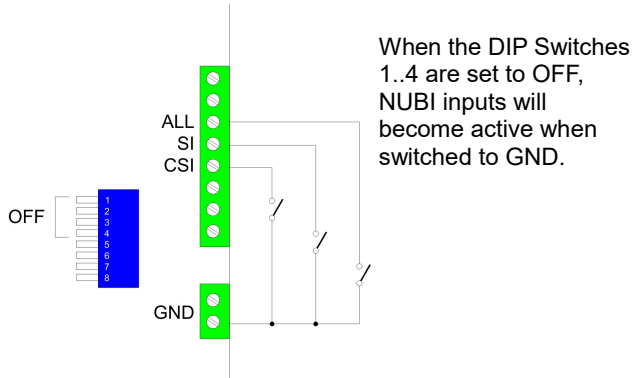 When the DIP Switches
1..4 are set to OFF,
NUBI inputs will
become active when
switched to GND.
ALL
SI
CSI
OFF
1
2
3
4
5
6
7
8
GND